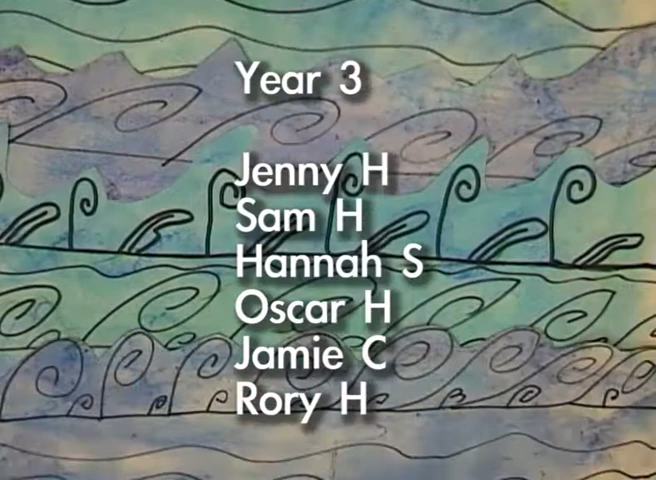 Year 3
Jenny H
Sam H
Hannah S
Oscar H
Jamie C
Rory H